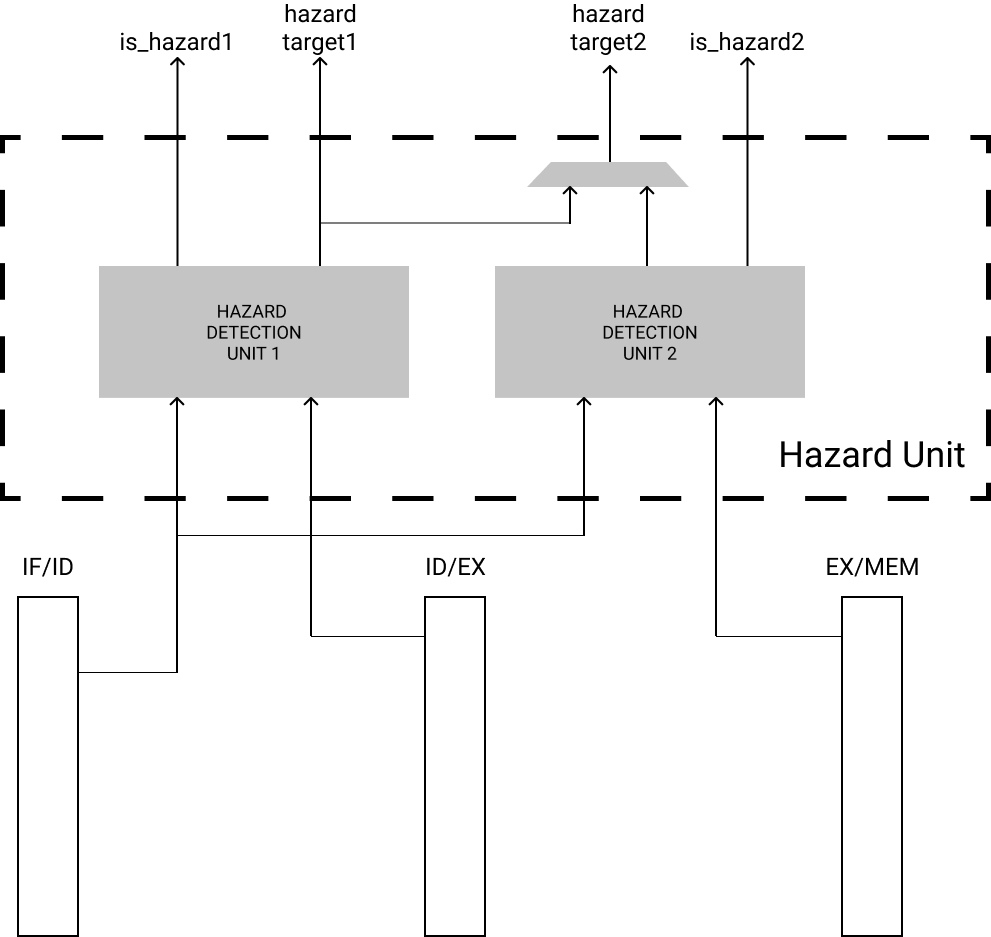 hazard
target1
hazard
target2
is_hazard1
is_hazard2
HAZARD
DETECTION
UNIT 1
HAZARD
DETECTION
UNIT 2
Hazard Unit
IF/ID
ID/EX
EX/MEM